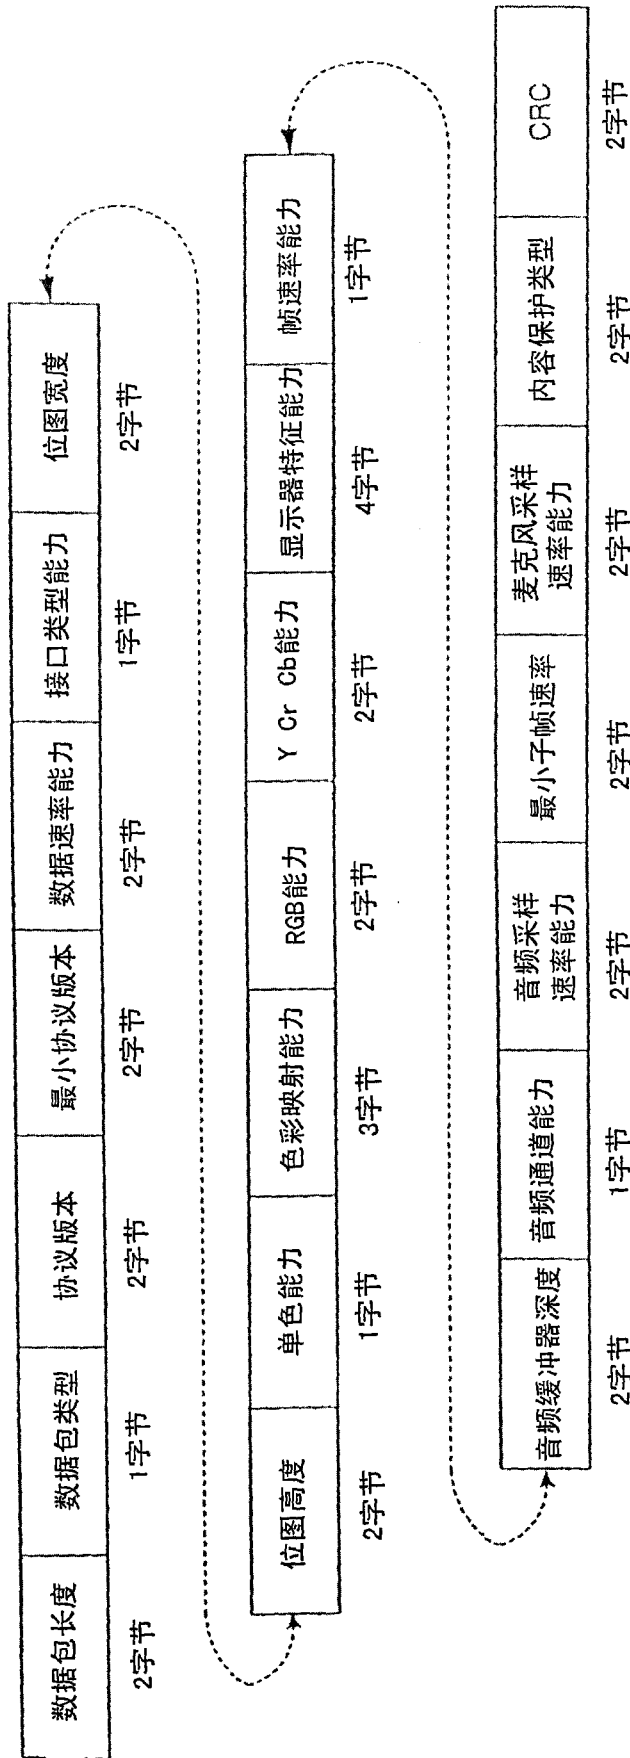 数据包长度
2字节
数据包类型
1字节
协议版本
2字节
最小协议版本
2字节
数据速率能力
2字节
接口类型能力
1字节
位图宽度
2字节
位图高度
2字节
单色能力
1字节
色彩映射能力
3字节
RGB能力
2字节
Y Cr Cb能力
2字节
显示器特征能力
4字节
帧速率能力
1字节
音频缓冲器深度
2字节
音频通道能力
1字节
音频采样
速率能力
2字节
最小子帧速率
2字节
麦克风采样
速率能力
2字节
内容保护类型
2字节
CRC
2字节